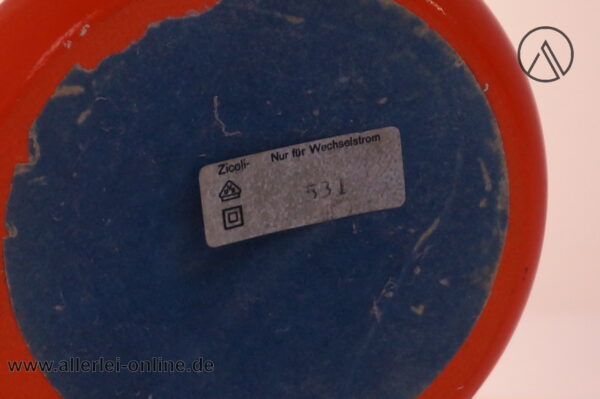 Zicoli- Nur für Wechselstrom
531
www.allerlei-online.de